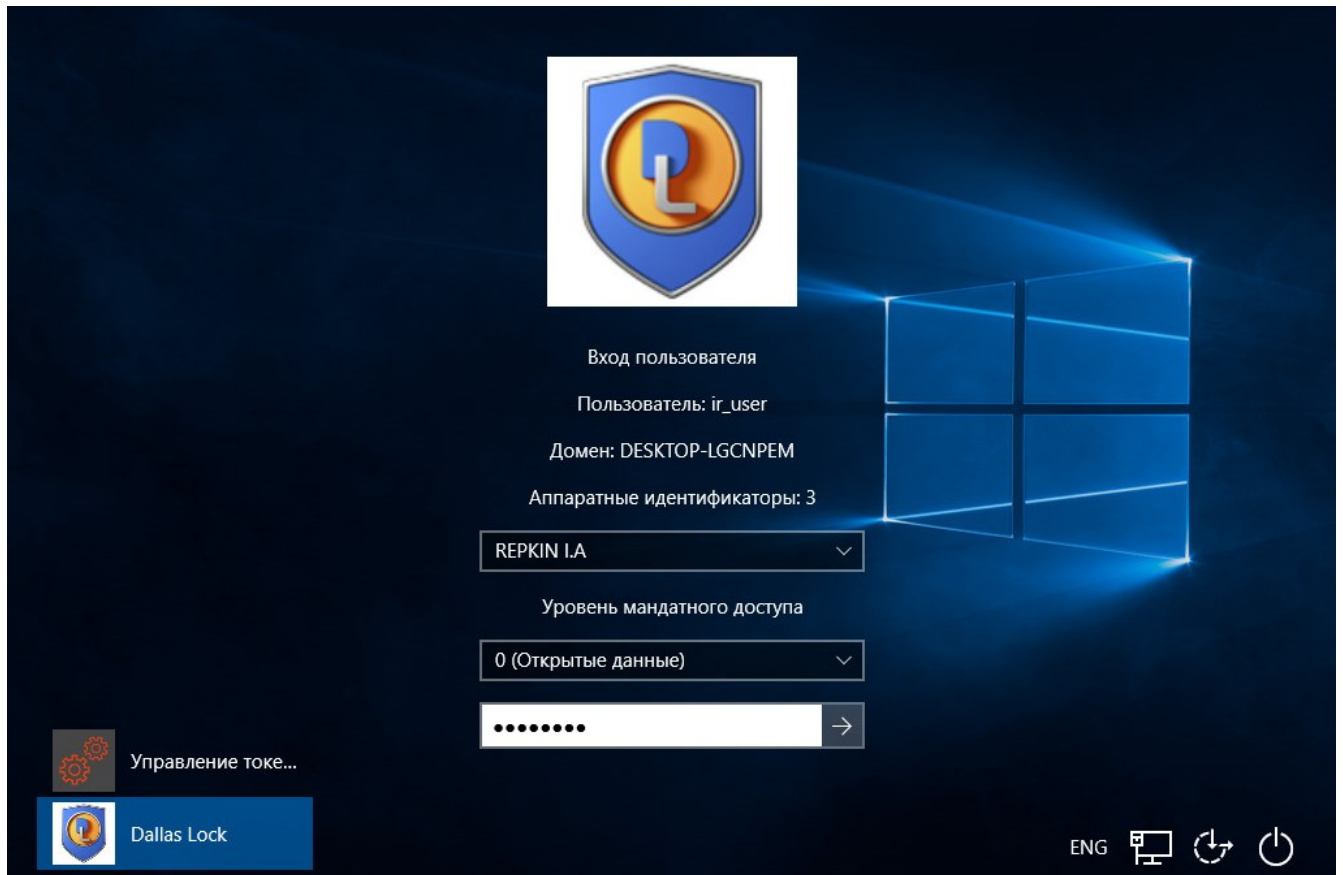 DL
Вход пользователя
Пользователь: ir_user
Домен: DESKTOP-LGCNPEM
Аппаратные идентификаторы: 3
REPKIN I.A
Уровень мандатного доступа
0 (Открытые данные)
Управление токе...
Dallas Lock
ENG